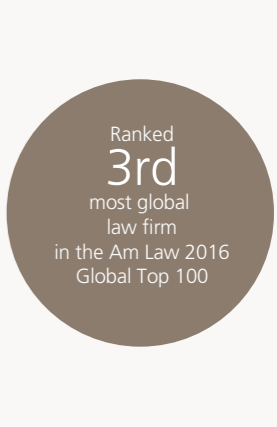 Ranked
3rd
most global
law firm
in the Am Law 2016
Global Top 100